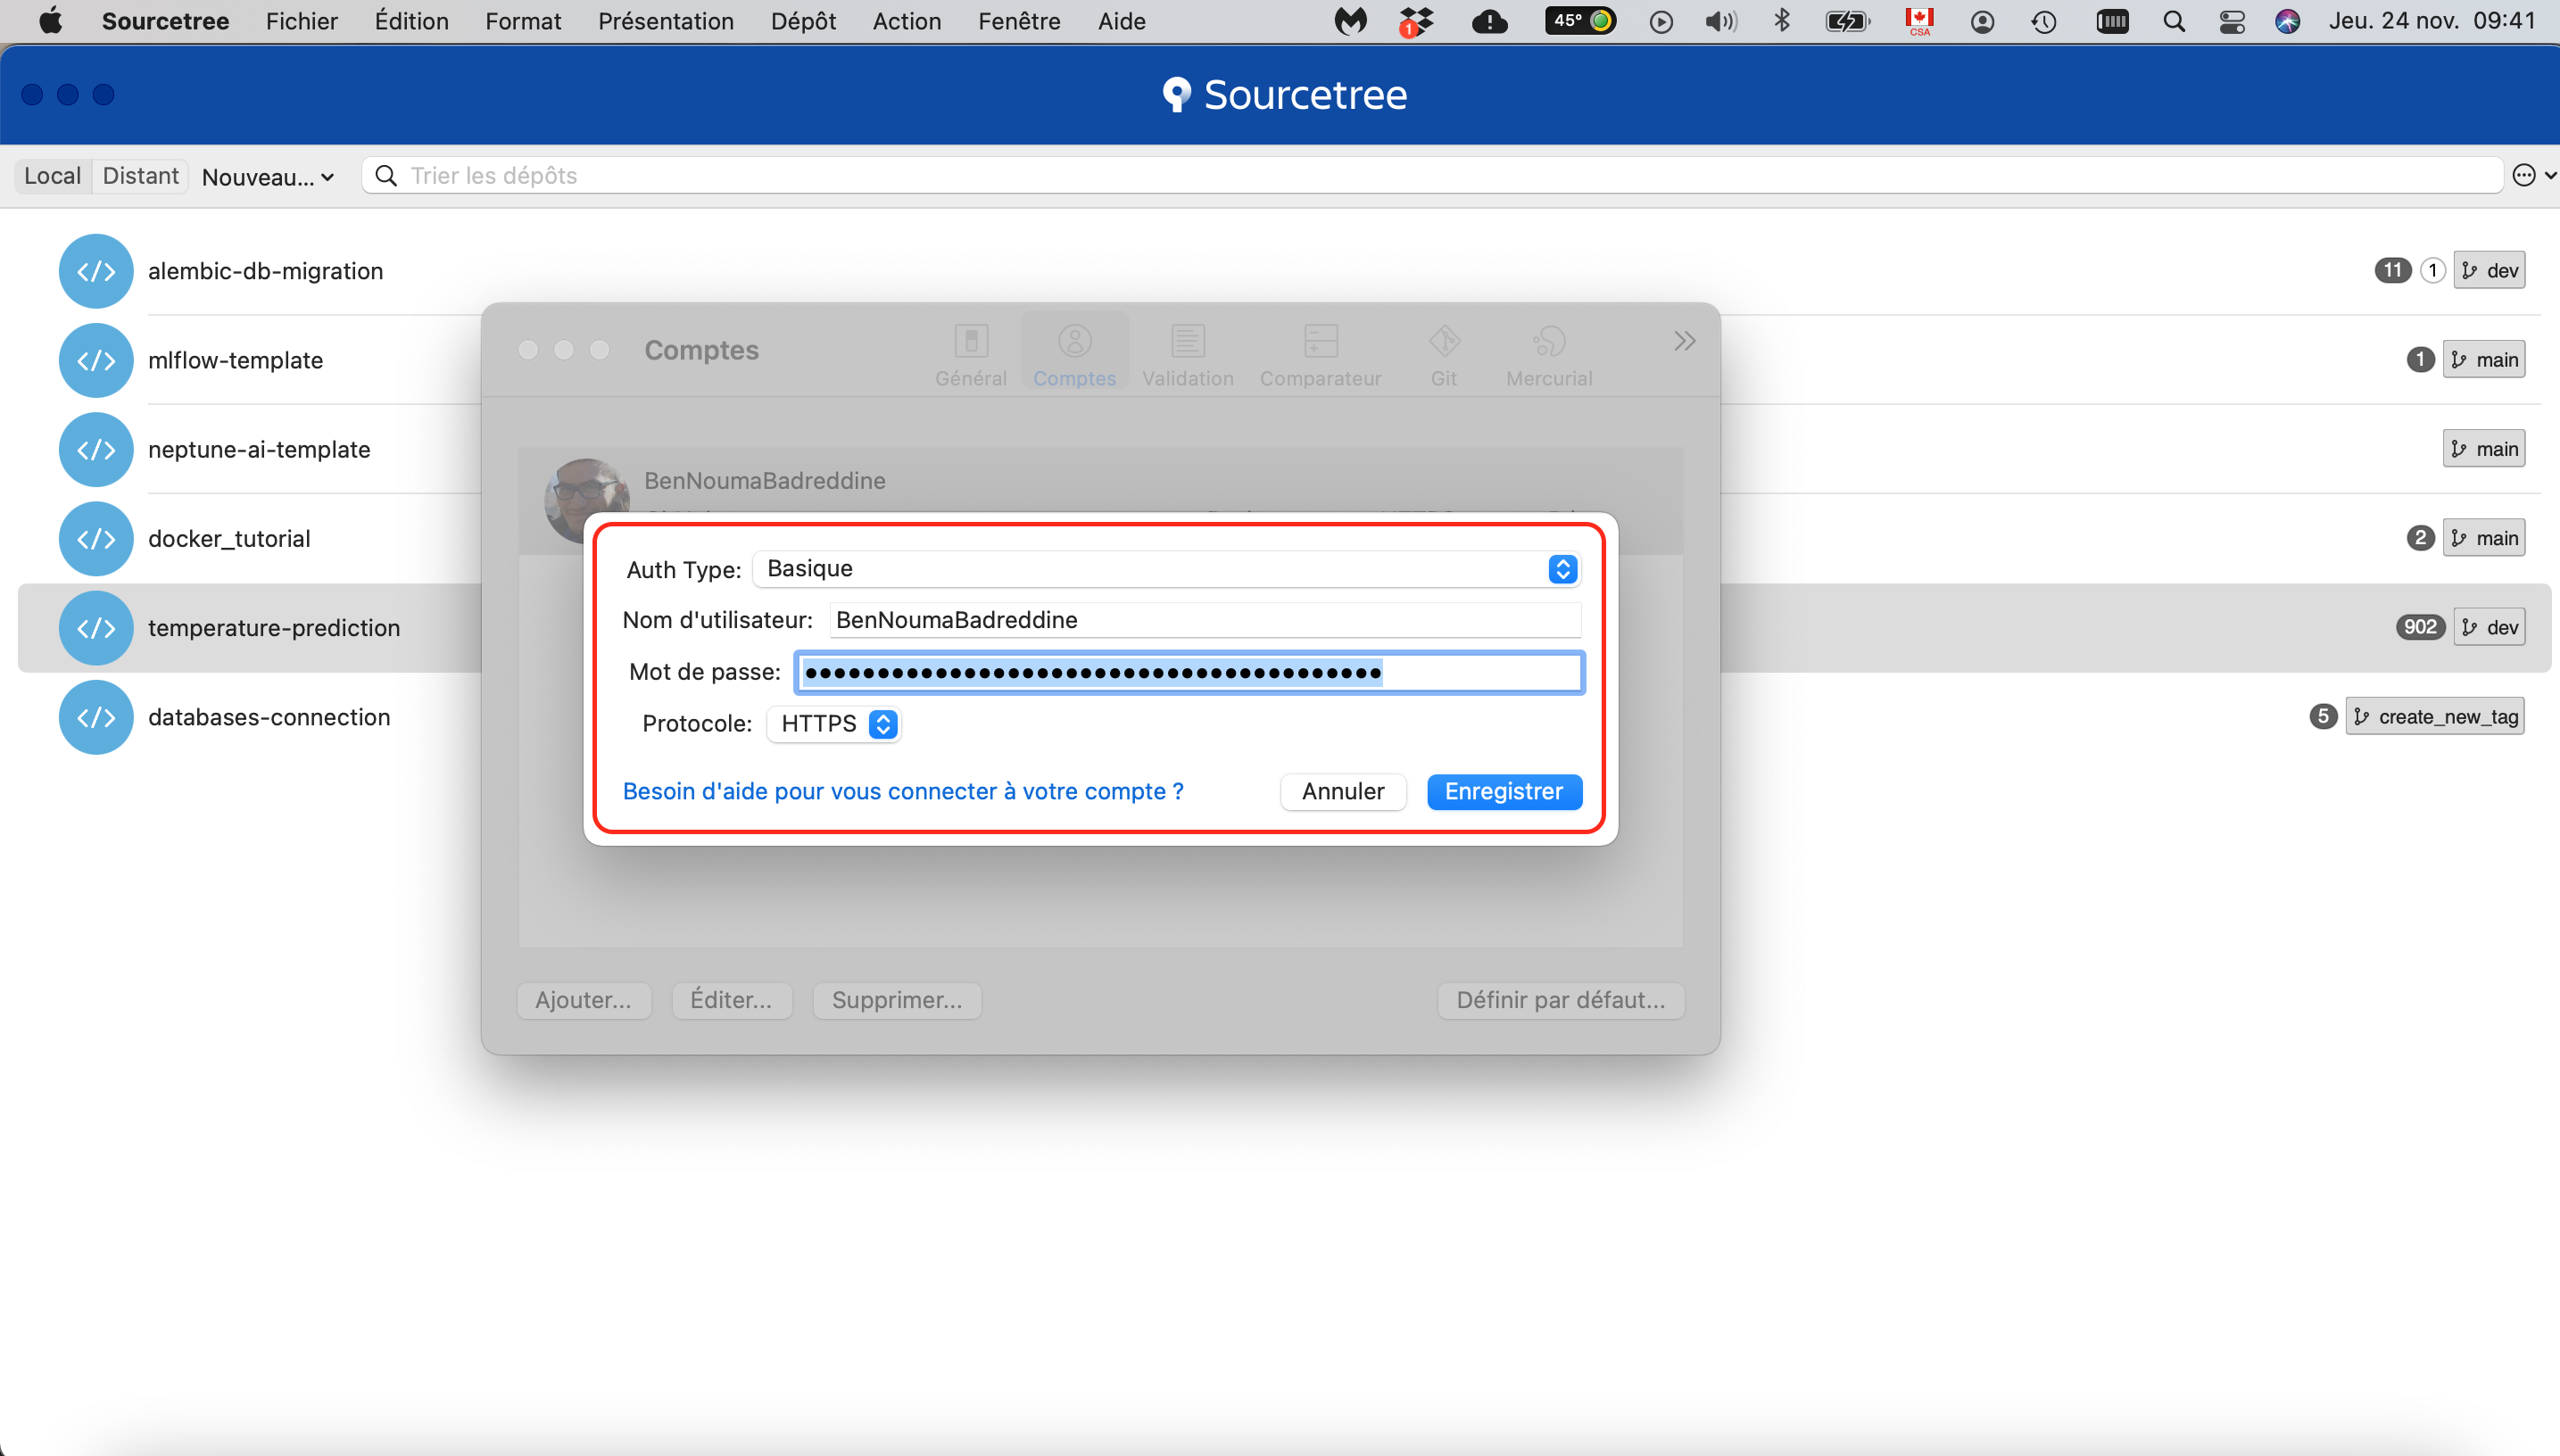 Sourcetree Fichier Édition Format Présentation Dépôt Action Fenêtre Aide 1 45° CSA Jeu. 24 nov. 09:41
Sourcetree
Local Distant Nouveau... Trier les dépôts
alembic-db-migration 11 1 dev
mlflow-template 1 main
neptune-ai-template main
docker_tutorial 2 main
temperature-prediction 902 dev
databases-connection 5 create_new_tag
Comptes
Général Comptes Validation Comparateur Git Mercurial
BenNoumaBadreddine
Auth Type: Basique
Nom d'utilisateur: BenNoumaBadreddine
Mot de passe: ••••••••••••••••••••••••••••••••••••••••
Protocole: HTTPS
Besoin d'aide pour vous connecter à votre compte ? Annuler Enregistrer
Ajouter... Éditer... Supprimer... Définir par défaut...